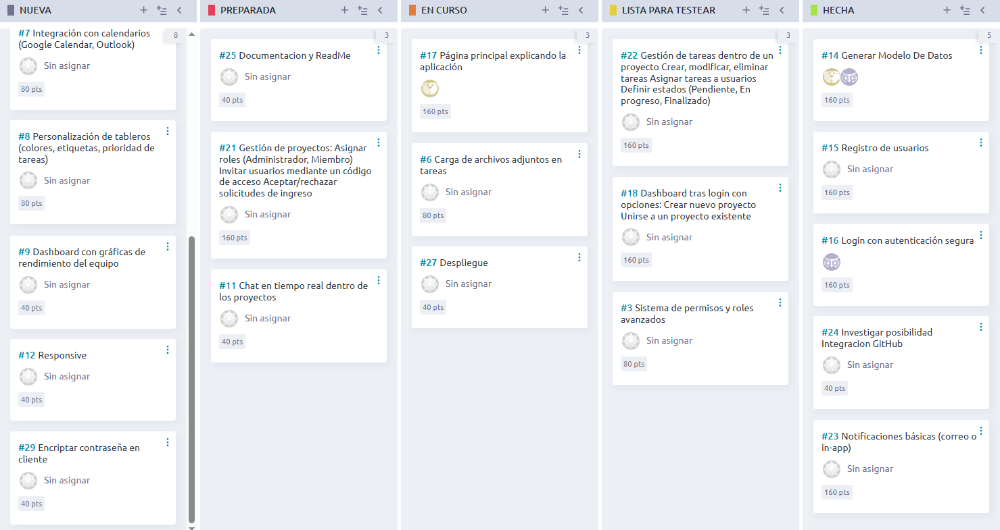 NUEVA
8
#7 Integración con calendarios
(Google Calendar, Outlook)
Sin asignar
80 pts
#8 Personalización de tableros
(colores, etiquetas, prioridad de
tareas)
Sin asignar
80 pts
#9 Dashboard con gráficas de
rendimiento del equipo
Sin asignar
40 pts
#12 Responsive
Sin asignar
40 pts
#29 Encriptar contraseña en
cliente
Sin asignar
40 pts
PREPARADA
3
#25 Documentacion y ReadMe
Sin asignar
40 pts
#21 Gestión de proyectos: Asignar
roles (Administrador, Miembro)
Invitar usuarios mediante un código
de acceso Aceptar/rechazar
solicitudes de ingreso
Sin asignar
160 pts
#11 Chat en tiempo real dentro de
los proyectos
Sin asignar
40 pts
EN CURSO
3
#17 Página principal explicando la
aplicación
160 pts
#6 Carga de archivos adjuntos en
tareas
Sin asignar
80 pts
#27 Despliegue
Sin asignar
40 pts
LISTA PARA TESTEAR
3
#22 Gestión de tareas dentro de un
proyecto Crear, modificar, eliminar
tareas Asignar tareas a usuarios
Definir estados (Pendiente, En
progreso, Finalizado)
Sin asignar
160 pts
#18 Dashboard tras login con
opciones: Crear nuevo proyecto
Unirse a un proyecto existente
Sin asignar
160 pts
#3 Sistema de permisos y roles
avanzados
Sin asignar
80 pts
HECHA
5
#14 Generar Modelo De Datos
160 pts
#15 Registro de usuarios
Sin asignar
160 pts
#16 Login con autenticación segura
160 pts
#24 Investigar posibilidad
Integracion GitHub
Sin asignar
40 pts
#23 Notificaciones básicas (correo o
in-app)
Sin asignar
160 pts